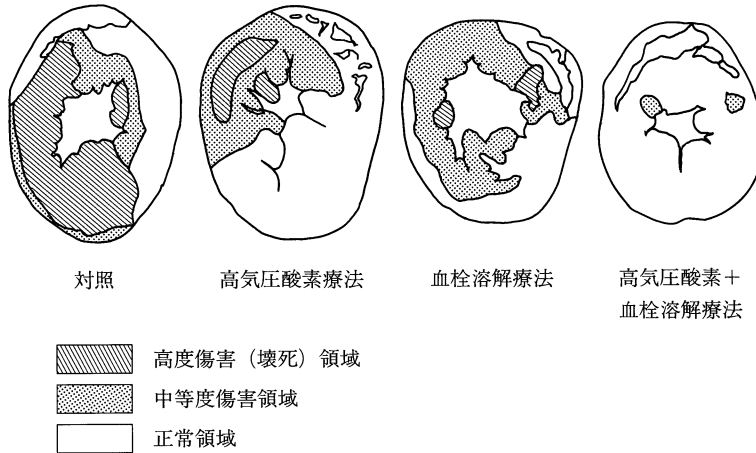 対照
高気圧酸素療法
血栓溶解療法
高気圧酸素＋
血栓溶解療法
高度傷害（壊死）領域
中等度傷害領域
正常領域